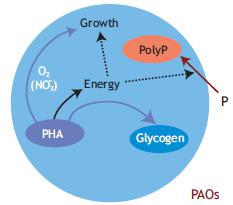 Growth
PolyP
O₂
(NO₃⁻)
Energy
P
PHA
Glycogen
PAOs